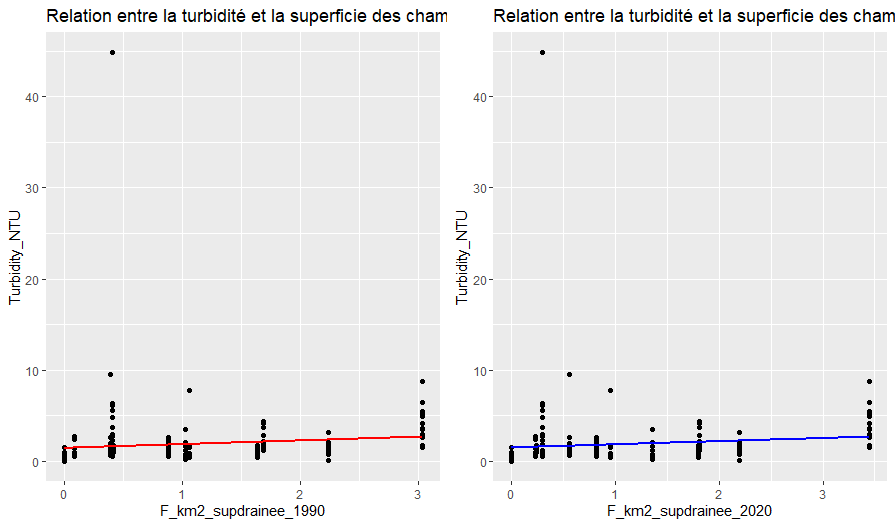 Relation entre la turbidité et la superficie des cham
Turbidity_NTU
40
30
20
10
0
0 1 2 3
F_km2_supdrainee_1990
Relation entre la turbidité et la superficie des cham
Turbidity_NTU
40
30
20
10
0
0 1 2 3
F_km2_supdrainee_2020